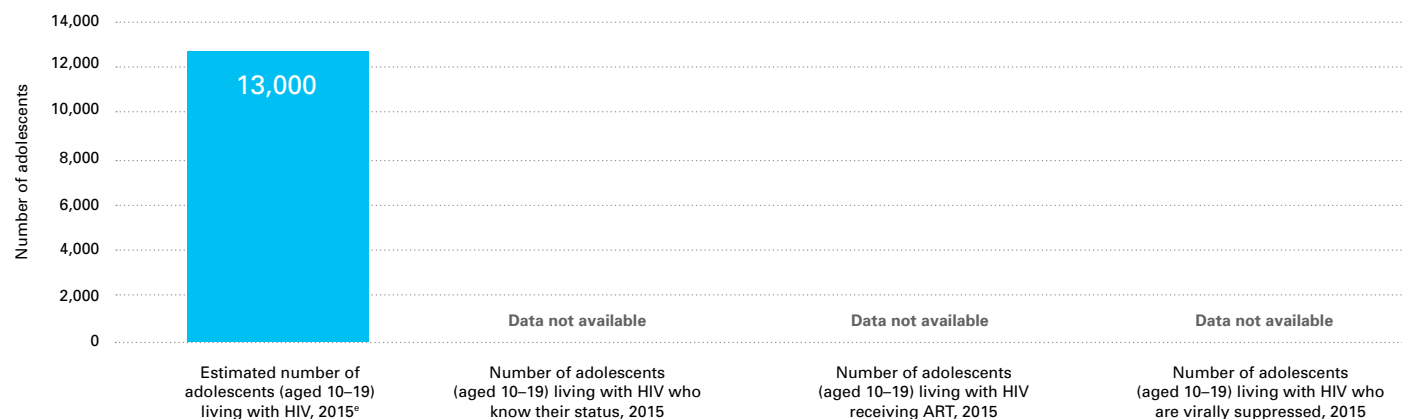 14,000
12,000
10,000
8,000
6,000
4,000
2,000
0
Number of adolescents
13,000
Data not available
Data not available
Data not available
Estimated number of
adolescents (aged 10–19)
living with HIV, 2015ᵉ
Number of adolescents
(aged 10–19) living with HIV who
know their status, 2015
Number of adolescents
(aged 10–19) living with HIV
receiving ART, 2015
Number of adolescents
(aged 10–19) living with HIV who
are virally suppressed, 2015